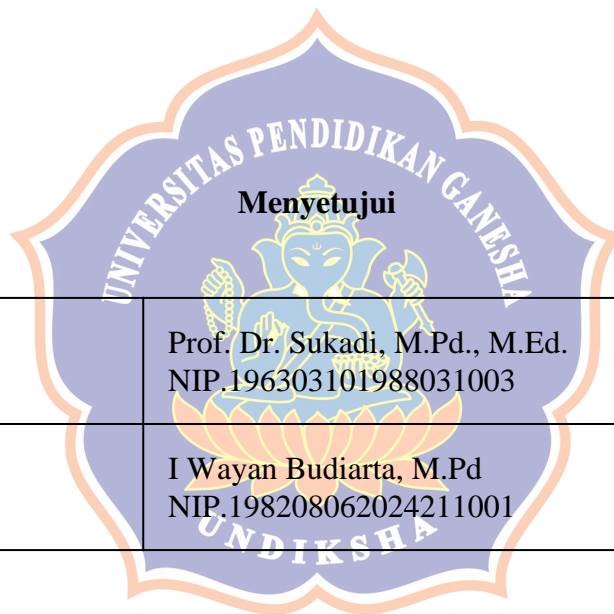 UNIVERSITAS PENDIDIKAN GANESHA
Menyetujui
Prof. Dr. Sukadi, M.Pd., M.Ed.
NIP.196303101988031003
I Wayan Budiarta, M.Pd
NIP.198208062024211001
UNDIKSHA